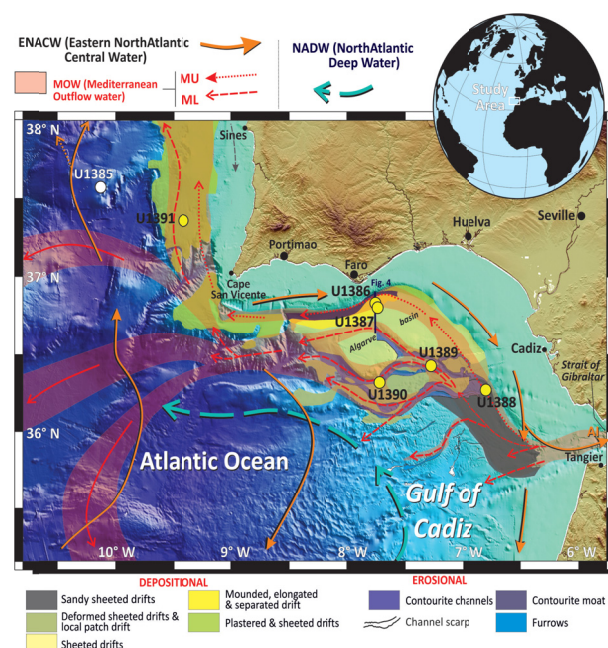 ENACW (Eastern NorthAtlantic
Central Water)
NADW (NorthAtlantic
Deep Water)
MOW (Mediterranean
Outflow water)
MU
ML
Study
Area
38° N
Sines
U1385
U1391
Huelva
Seville
Portimao
Faro
37° N
Cape
San Vicente
U1386
Fig. 4
U1387
basin
Algarve
Cadiz
U1389
Strait of
Gibraltar
U1390
U1388
36° N
Tangier
Atlantic Ocean
Gulf of
Cadiz
10° W
9° W
8° W
7° W
6° W
DEPOSITIONAL
EROSIONAL
Sandy sheeted drifts
Deformed sheeted drifts &
local patch drift
Sheeted drifts
Mounded, elongated
& separated drift
Plastered & sheeted drifts
Contourite channels
Channel scarp
Contourite moat
Furrows